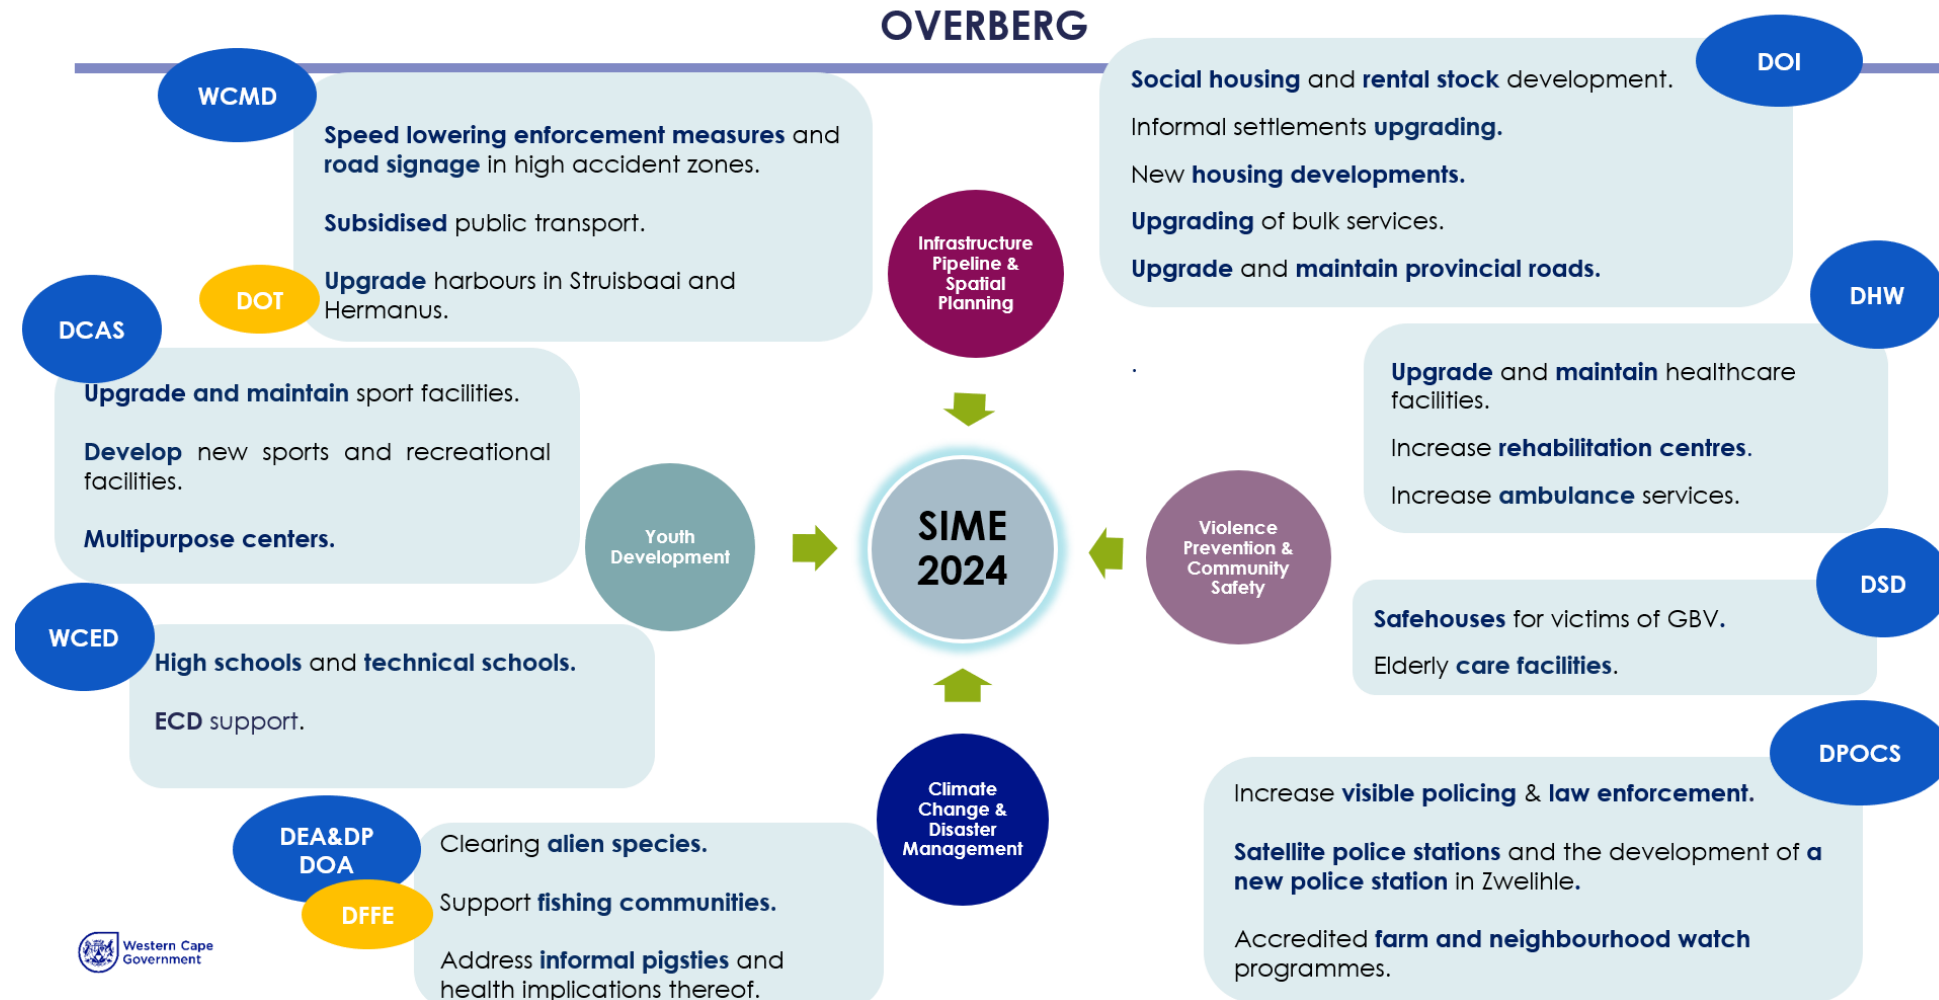 OVERBERG
WCMD
Speed lowering enforcement measures and
road signage in high accident zones.
Subsidised public transport.
Upgrade harbours in Struisbaai and
Hermanus.
DOT
DOI
Social housing and rental stock development.
Informal settlements upgrading.
New housing developments.
Upgrading of bulk services.
Upgrade and maintain provincial roads.
Infrastructure
Pipeline &
Spatial
Planning
DCAS
Upgrade and maintain sport facilities.
Develop new sports and recreational
facilities.
Multipurpose centers.
DHW
Upgrade and maintain healthcare
facilities.
Increase rehabilitation centres.
Increase ambulance services.
.
Youth
Development
SIME
2024
Violence
Prevention &
Community
Safety
WCED
High schools and technical schools.
ECD support.
DSD
Safehouses for victims of GBV.
Elderly care facilities.
Climate
Change &
Disaster
Management
DEA&DP
DOA
DFFE
Clearing alien species.
Support fishing communities.
Address informal pigsties and
health implications thereof.
DPOCS
Increase visible policing & law enforcement.
Satellite police stations and the development of a
new police station in Zwelihle.
Accredited farm and neighbourhood watch
programmes.
Western Cape
Government